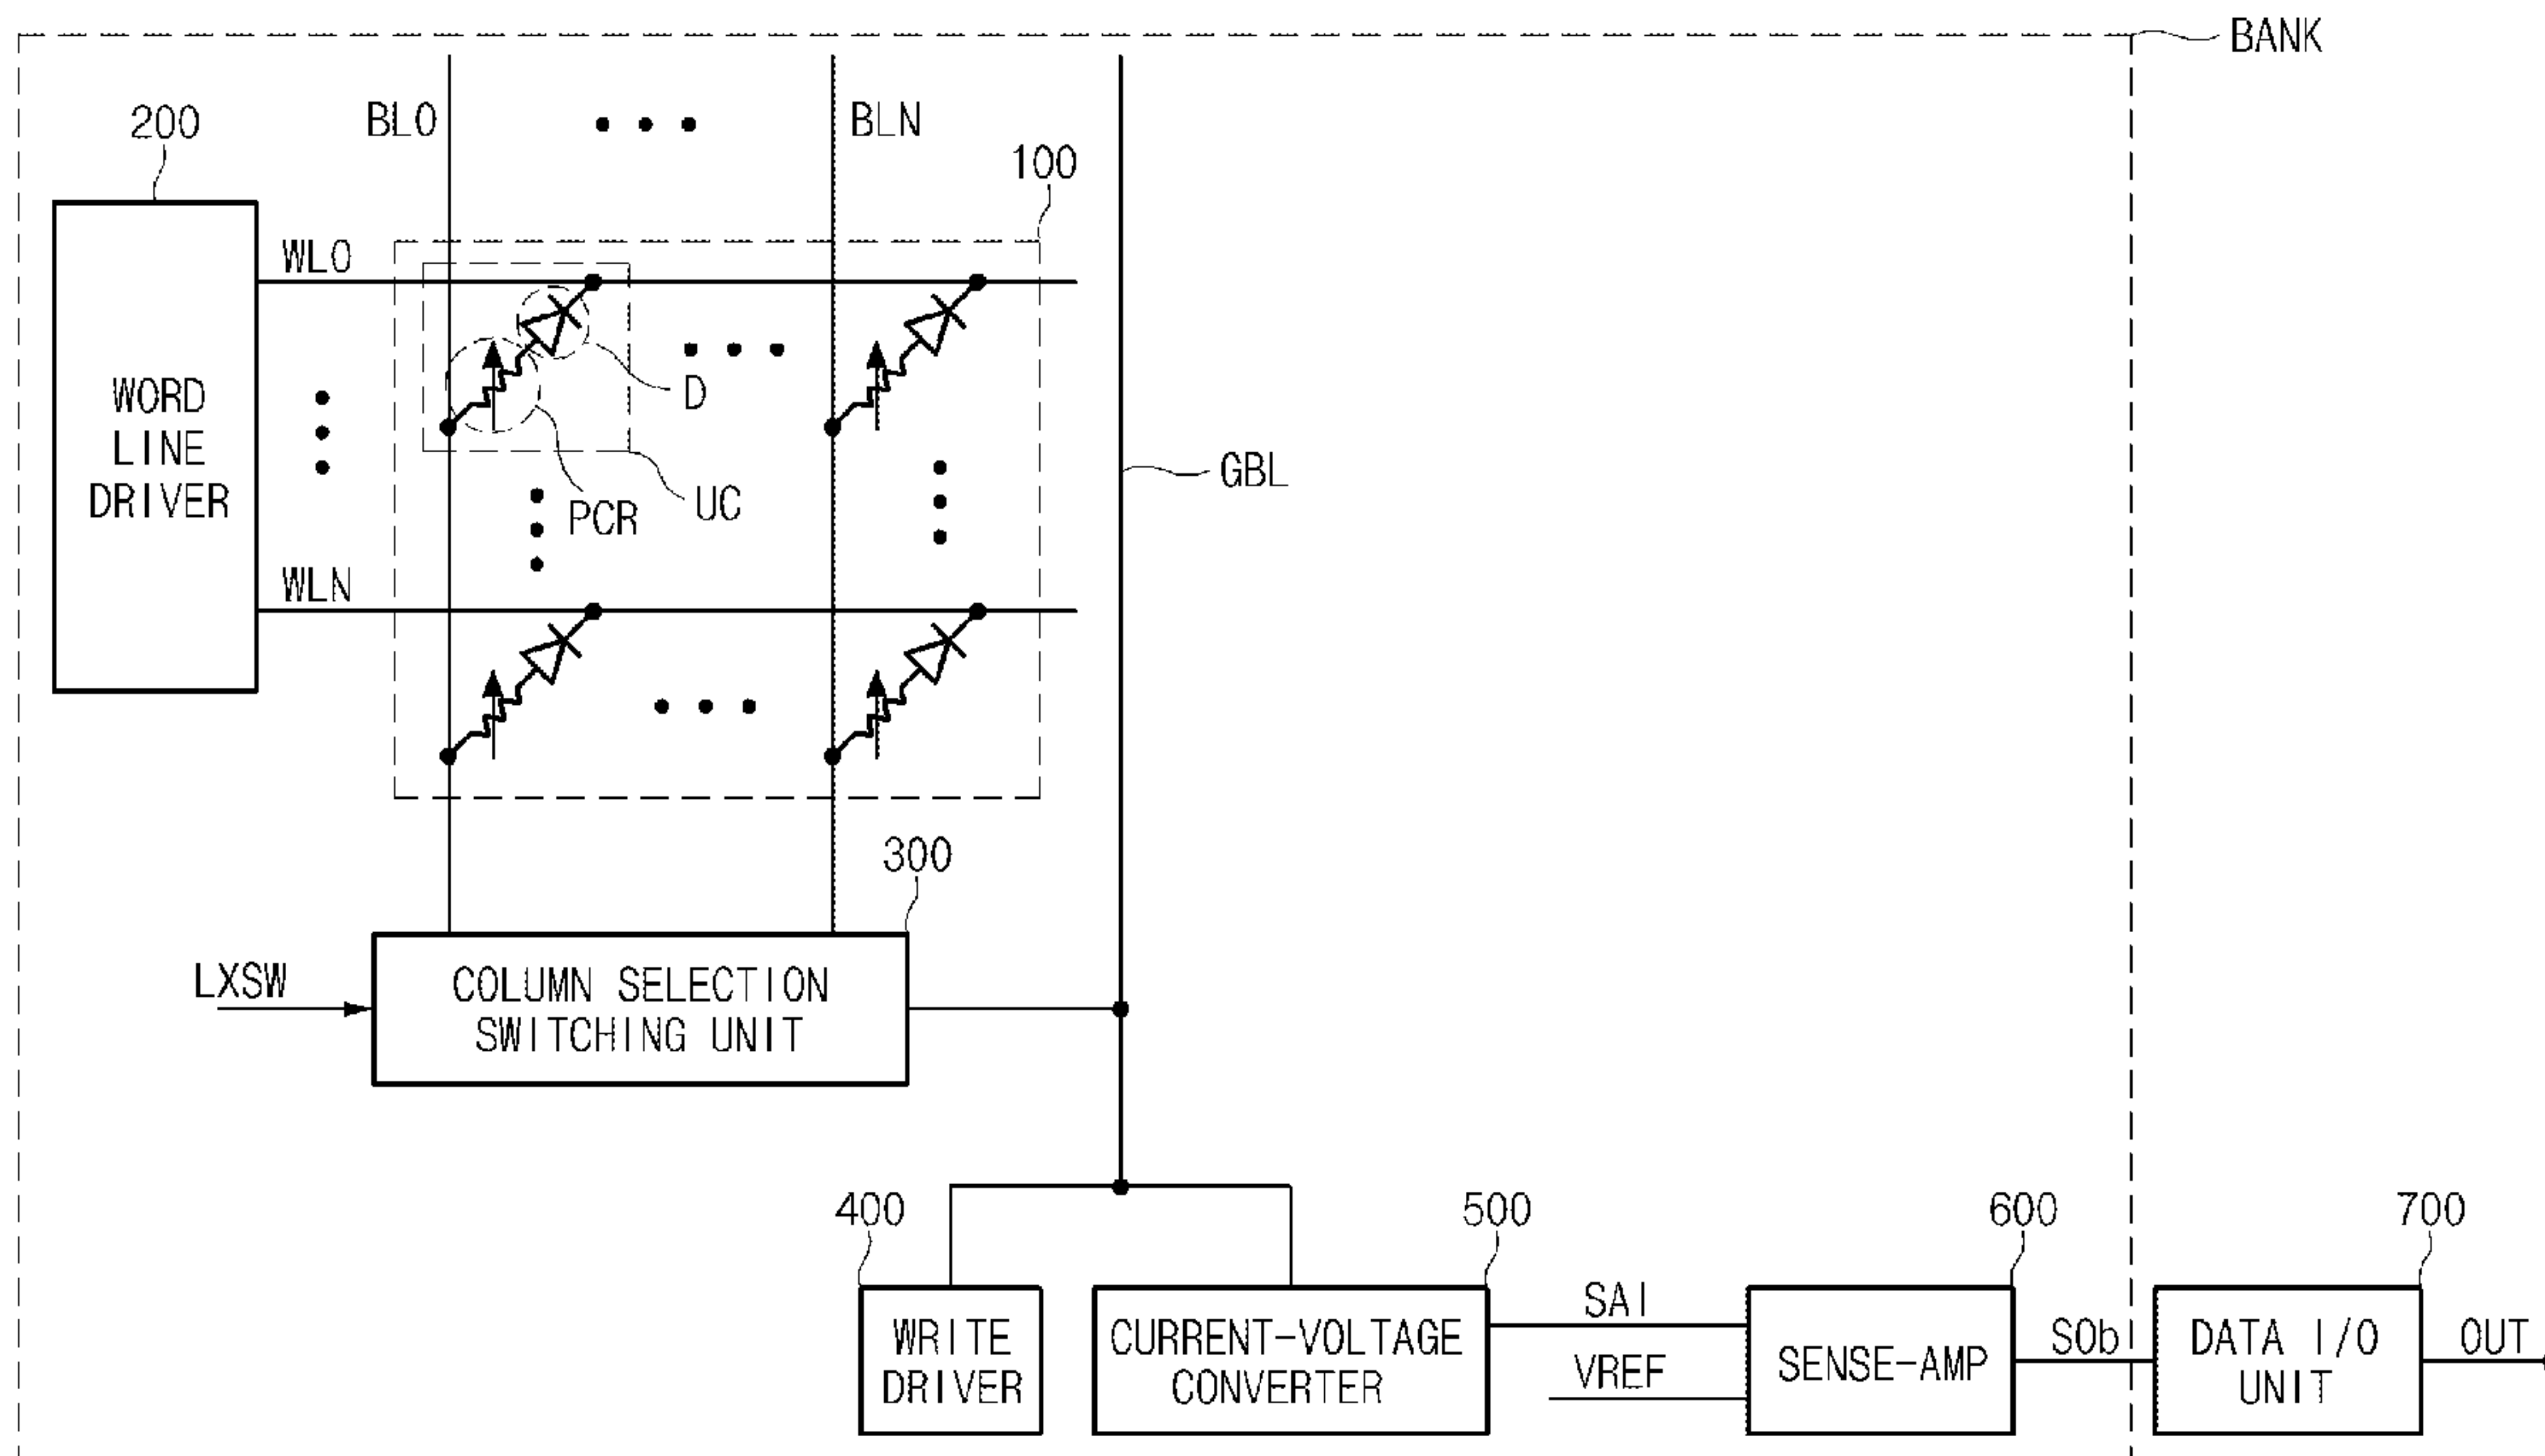 BANK
200
BL0
BLN
100
WL0
WORD
LINE
DRIVER
D
GBL
PCR
UC
WLN
300
LXSW
COLUMN SELECTION
SWITCHING UNIT
400
500
600
700
WRITE
DRIVER
CURRENT-VOLTAGE
CONVERTER
SAI
VREF
SENSE-AMP
SOb
DATA I/O
UNIT
OUT